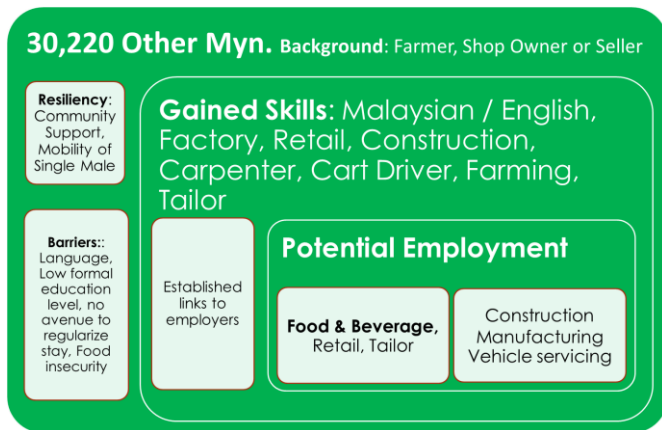 30,220 Other Myn. Background: Farmer, Shop Owner or Seller
Resiliency:
Community
Support,
Mobility of
Single Male
Gained Skills: Malaysian / English,
Factory, Retail, Construction,
Carpenter, Cart Driver, Farming,
Tailor
Barriers::
Language,
Low formal
education
level, no
avenue to
regularize
stay, Food
insecurity
Established
links to
employers
Potential Employment
Food & Beverage,
Retail, Tailor
Construction
Manufacturing
Vehicle servicing